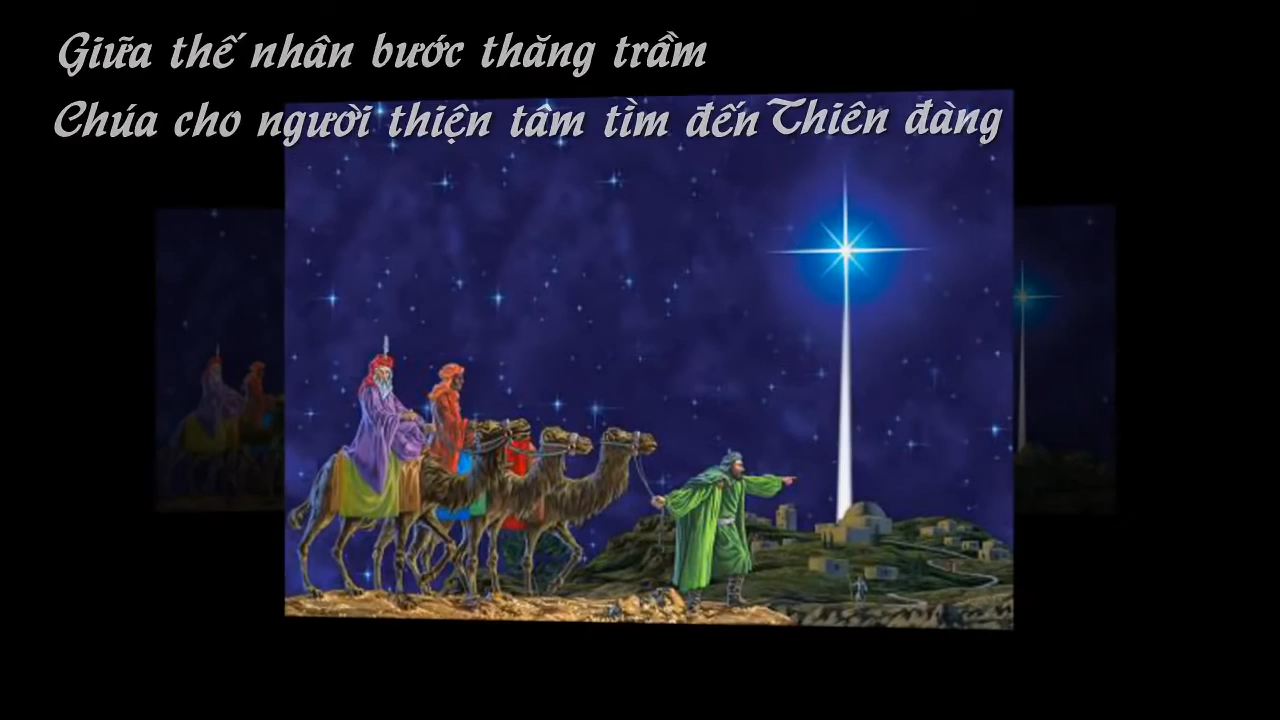 Giữa thế nhân bước thăng trầm
Chúa cho người thiện tâm tìm đến Thiên đàng